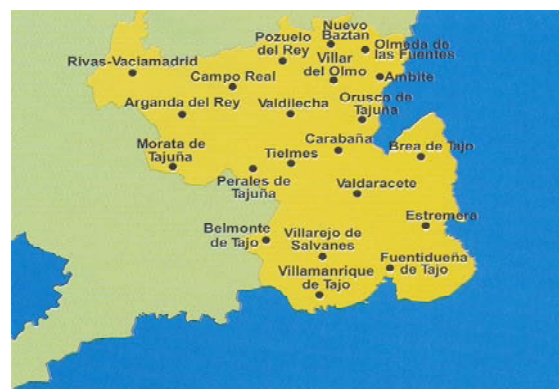 Nuevo
Baztan
Pozuelo
del Rey
Olmeda de
las Fuentes
Rivas-Vaciamadrid
Villar
del Olmo
Campo Real
Ambite
Arganda del Rey
Valdilecha
Orusco de
Tajuña
Morata de
Tajuña
Carabaña
Tielmes
Brea de Tajo
Perales de
Tajuña
Valdaracete
Estremera
Belmonte
de Tajo
Villarejo de
Salvanes
Fuentidueña
de Tajo
Villamanrique
de Tajo